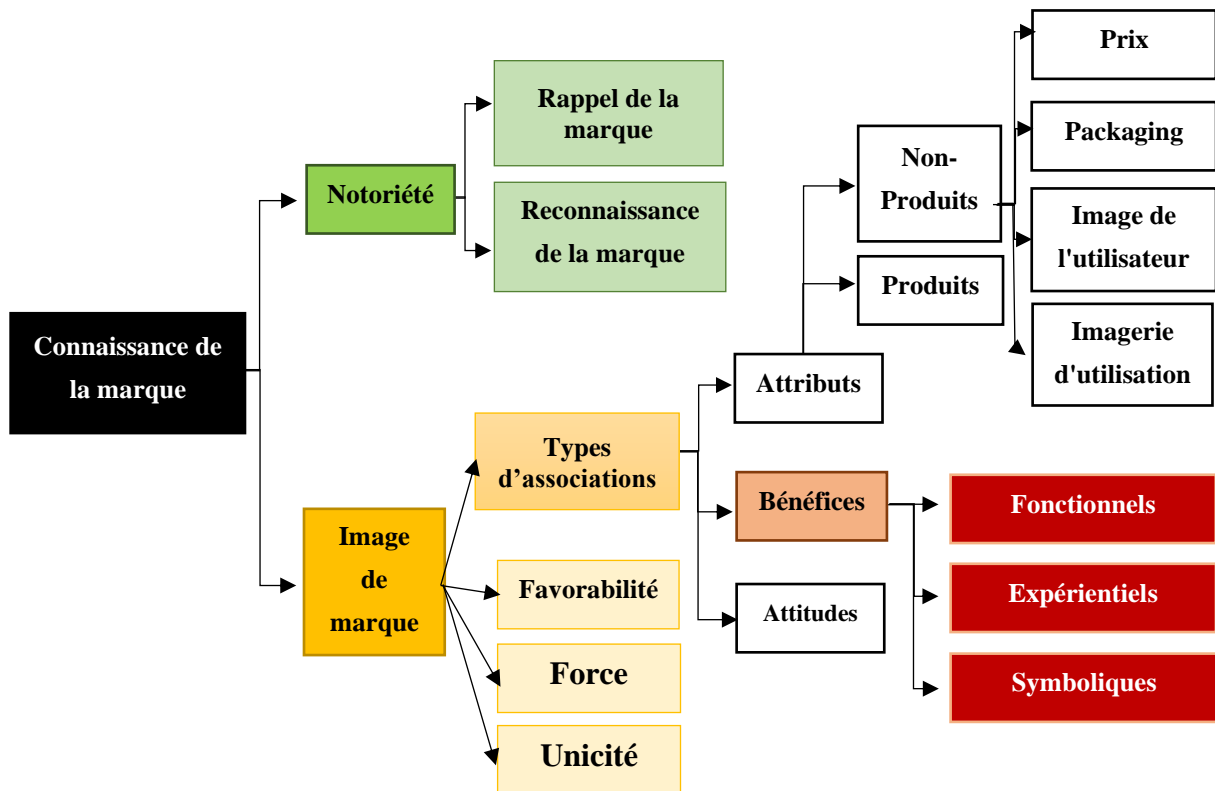 Connaissance de
la marque
Notoriété
Rappel de la
marque
Reconnaissance
de la marque
Image
de
marque
Types
d’associations
Favorabilité
Force
Unicité
Attributs
Non-
Produits
Produits
Prix
Packaging
Image de
l'utilisateur
Imagerie
d'utilisation
Bénéfices
Fonctionnels
Expérientiels
Symboliques
Attitudes